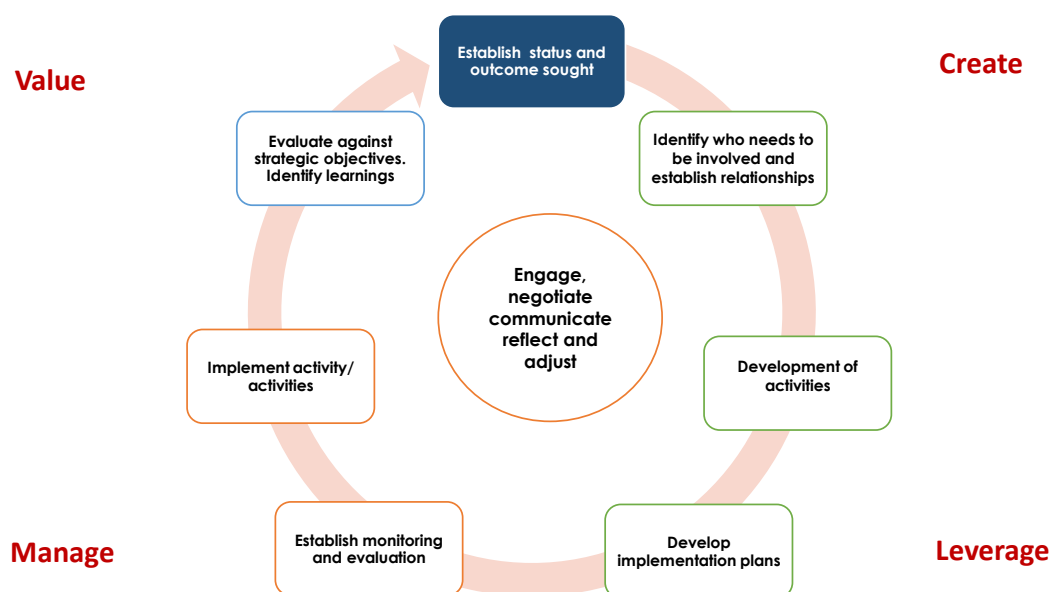 Establish status and
outcome sought
Value
Create
Evaluate against
strategic objectives.
Identify learnings
Identify who needs to
be involved and
establish relationships
Engage,
negotiate
communicate
reflect and
adjust
Implement activity/
activities
Development of
activities
Manage
Establish monitoring
and evaluation
Develop
implementation plans
Leverage